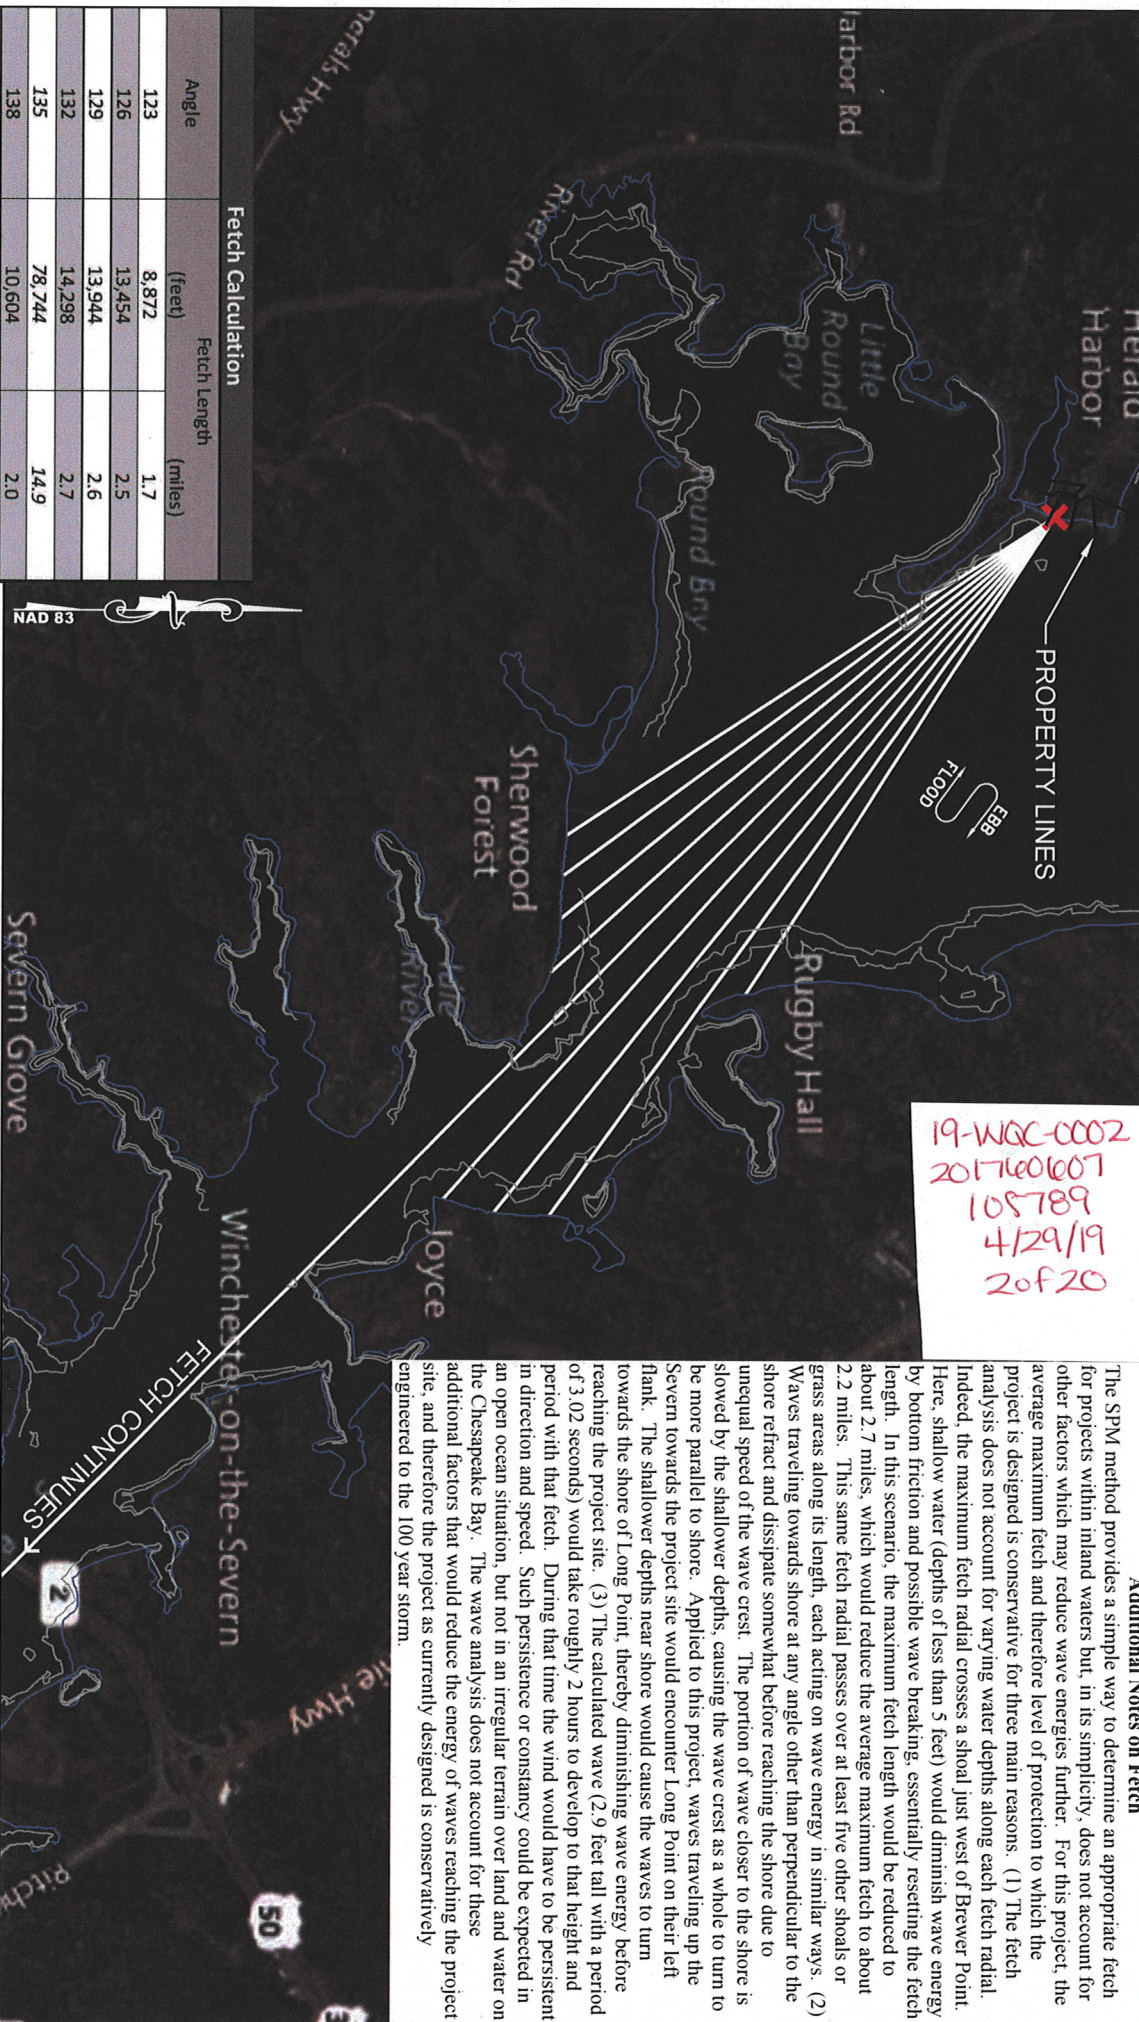 Additional Notes on Fetch
The SPM method provides a simple way to determine an appropriate fetch
for projects within inland waters but, in its simplicity, does not account for
other factors which may reduce wave energies further. For this project, the
average maximum fetch and therefore level of protection to which the
project is designed is conservative for three main reasons. (1) The fetch
analysis does not account for varying water depths along each fetch radial.
Indeed, the maximum fetch radial crosses a shoal just west of Brewer Point.
Here, shallow water (depths of less than 5 feet) would diminish wave energy
by bottom friction and possible wave breaking, essentially resetting the fetch
length. In this scenario, the maximum fetch length would be reduced to
about 2.7 miles, which would reduce the average maximum fetch to about
2.2 miles. This same fetch radial passes over at least five other shoals or
grass areas along its length, each acting on wave energy in similar ways. (2)
Waves traveling towards shore at any angle other than perpendicular to the
shore refract and dissipate somewhat before reaching the shore due to
unequal speed of the wave crest. The portion of wave closer to the shore is
slowed by the shallower depths, causing the wave crest as a whole to turn to
be more parallel to shore. Applied to this project, waves traveling up the
Severn towards the project site would encounter Long Point on their left
flank. The shallower depths near shore would cause the waves to turn
towards the shore of Long Point, thereby diminishing wave energy before
reaching the project site. (3) The calculated wave (2.9 feet tall with a period
of 3.02 seconds) would take roughly 2 hours to develop to that height and
period with that fetch. During that time the wind would have to be persistent
in direction and speed. Such persistence or constancy could be expected in
an open ocean situation, but not in an irregular terrain over land and water on
the Chesapeake Bay. The wave analysis does not account for these
additional factors that would reduce the energy of waves reaching the project
site, and therefore the project as currently designed is conservatively
engineered to the 100 year storm.
19-WQC-0002
201760607
105789
4/29/19
2 of 20
Herald
Harbor
arbor Rd
PROPERTY LINES
EBB
FLOOD
Little
Round
Bay
Round Bay
River Rd
nerals Hwy
Rugby Hall
Sherwood
Forest
River
Joyce
Winchester-on-the-Severn
Severn Grove
FETCH CONTINUES
2
hie Hwy
50
3
Ritch
NAD 83
Fetch Calculation
Angle Fetch Length
(feet) (miles)
123 8,872 1.7
126 13,454 2.5
129 13,944 2.6
132 14,298 2.7
135 78,744 14.9
138 10,604 2.0